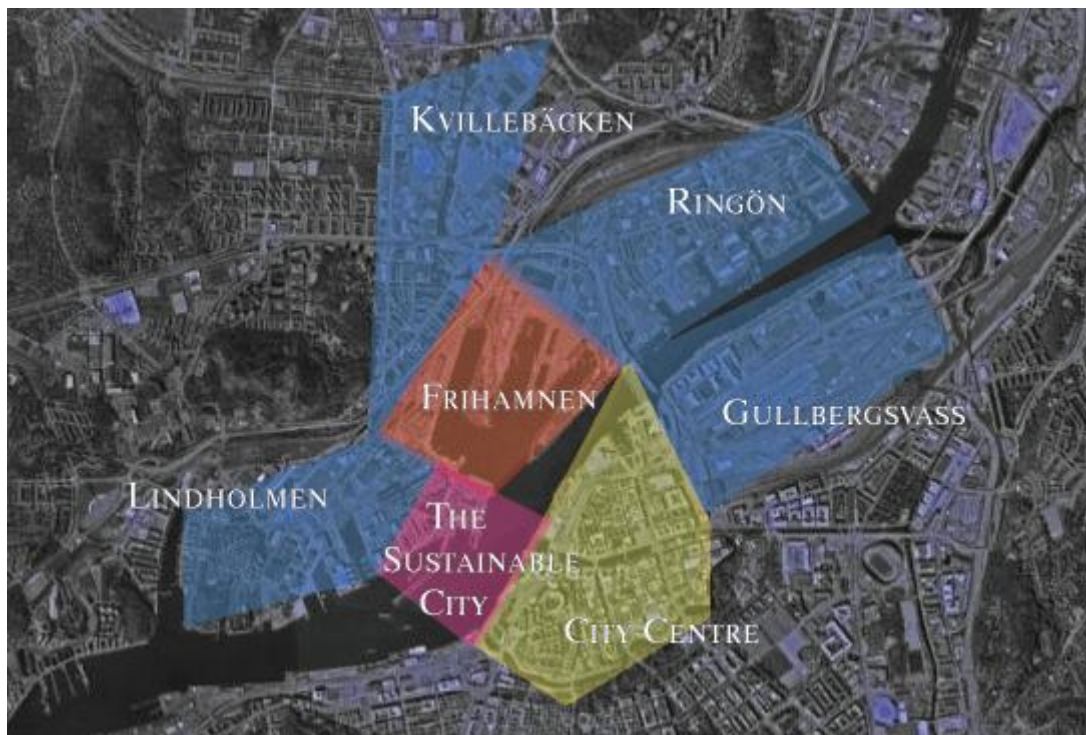 KVILLEBÄCKEN
RINGÖN
FRIHAMNEN
GULLBERGSVASS
LINDHOLMEN
THE
SUSTAINABLE
CITY
CITY CENTRE